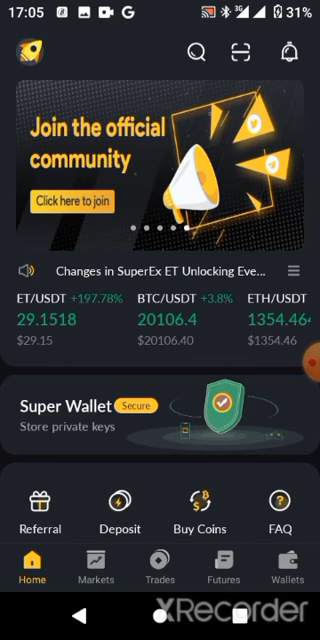 17:05
3G
31%
Join the official
community
Click here to join
Changes in SuperEx ET Unlocking Eve...
ET/USDT +197.78%
29.1518
$29.15
BTC/USDT +3.8%
20106.4
$20106.40
ETH/USDT
1354.46
$1354.46
Super Wallet Secure
Store private keys
Referral
Deposit
Buy Coins
FAQ
Home
Markets
Trades
Futures
Wallets
XRecorder